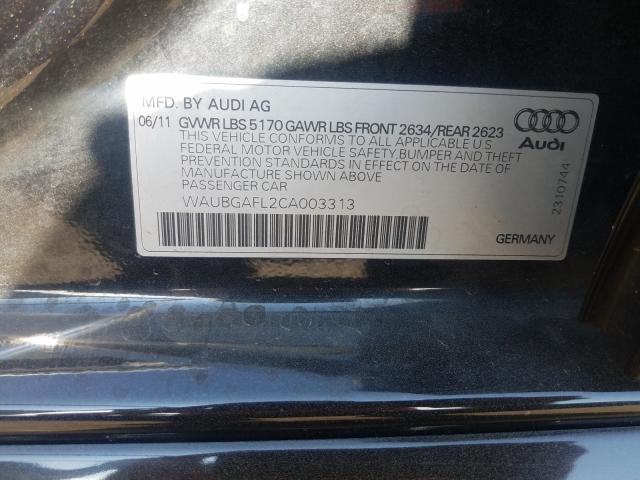 MFD. BY AUDI AG
06/11 GVWR LBS 5170 GAWR LBS FRONT 2634/REAR 2623
THIS VEHICLE CONFORMS TO ALL APPLICABLE U S
FEDERAL MOTOR VEHICLE SAFETY,BUMPER AND THEFT
PREVENTION STANDARDS IN EFFECT ON THE DATE OF
MANUFACTURE SHOWN ABOVE
PASSENGER CAR
WAUBGAFL2CA003313
Audi
2310744
GERMANY